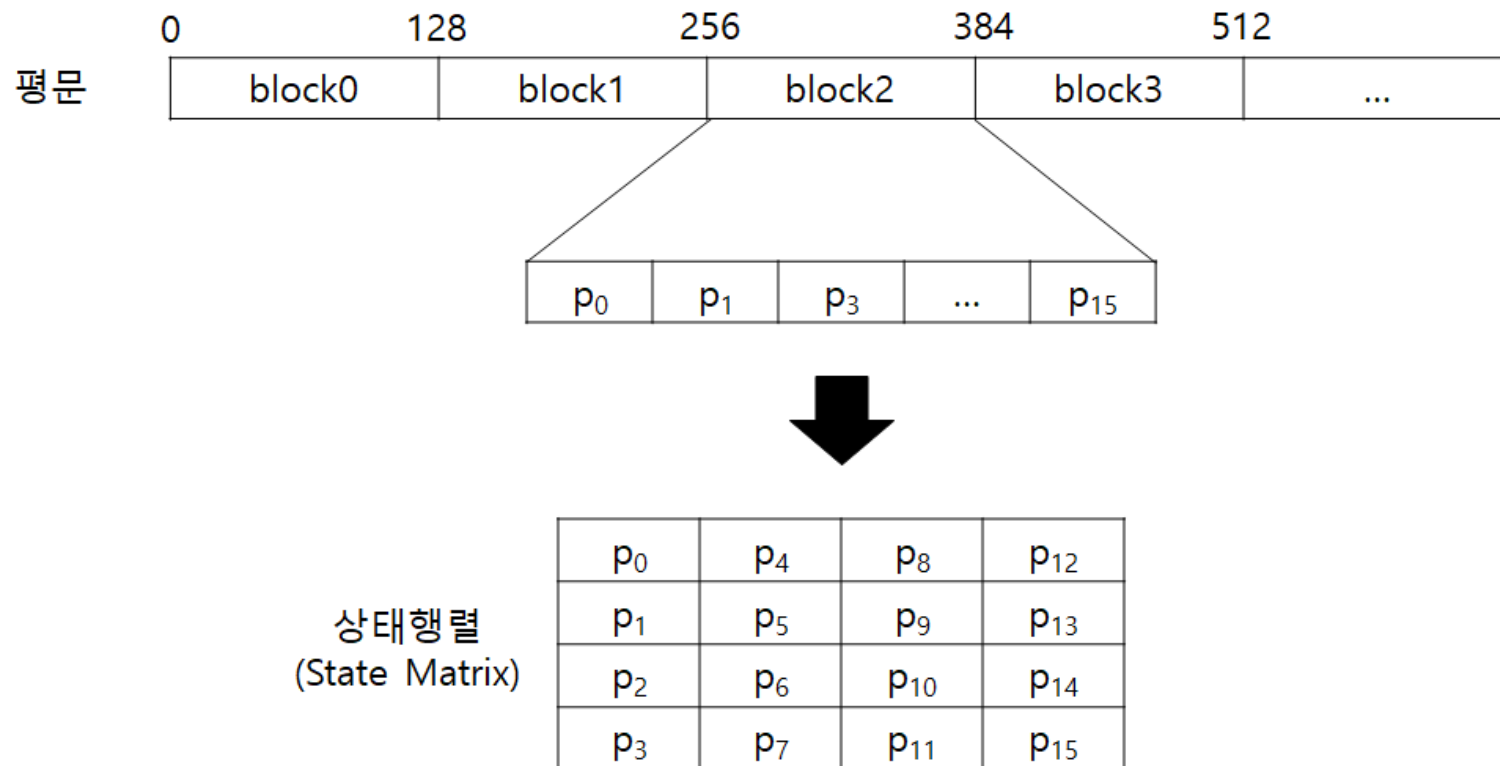 0 128 256 384 512
평문 block0 block1 block2 block3 ...
p₀ p₁ p₃ ... p₁₅
p₀ p₄ p₈ p₁₂
상태행렬
(State Matrix)
p₁ p₅ p₉ p₁₃
p₂ p₆ p₁₀ p₁₄
p₃ p₇ p₁₁ p₁₅